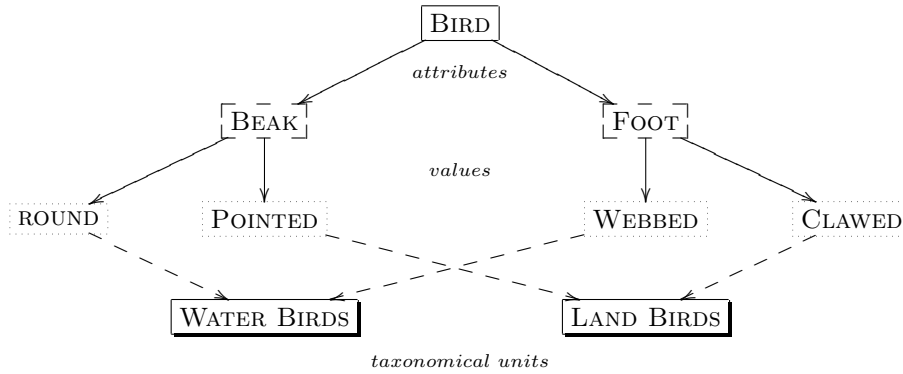 BIRD
attributes
BEAK
FOOT
values
ROUND
POINTED
WEBBED
CLAWED
WATER BIRDS
LAND BIRDS
taxonomical units